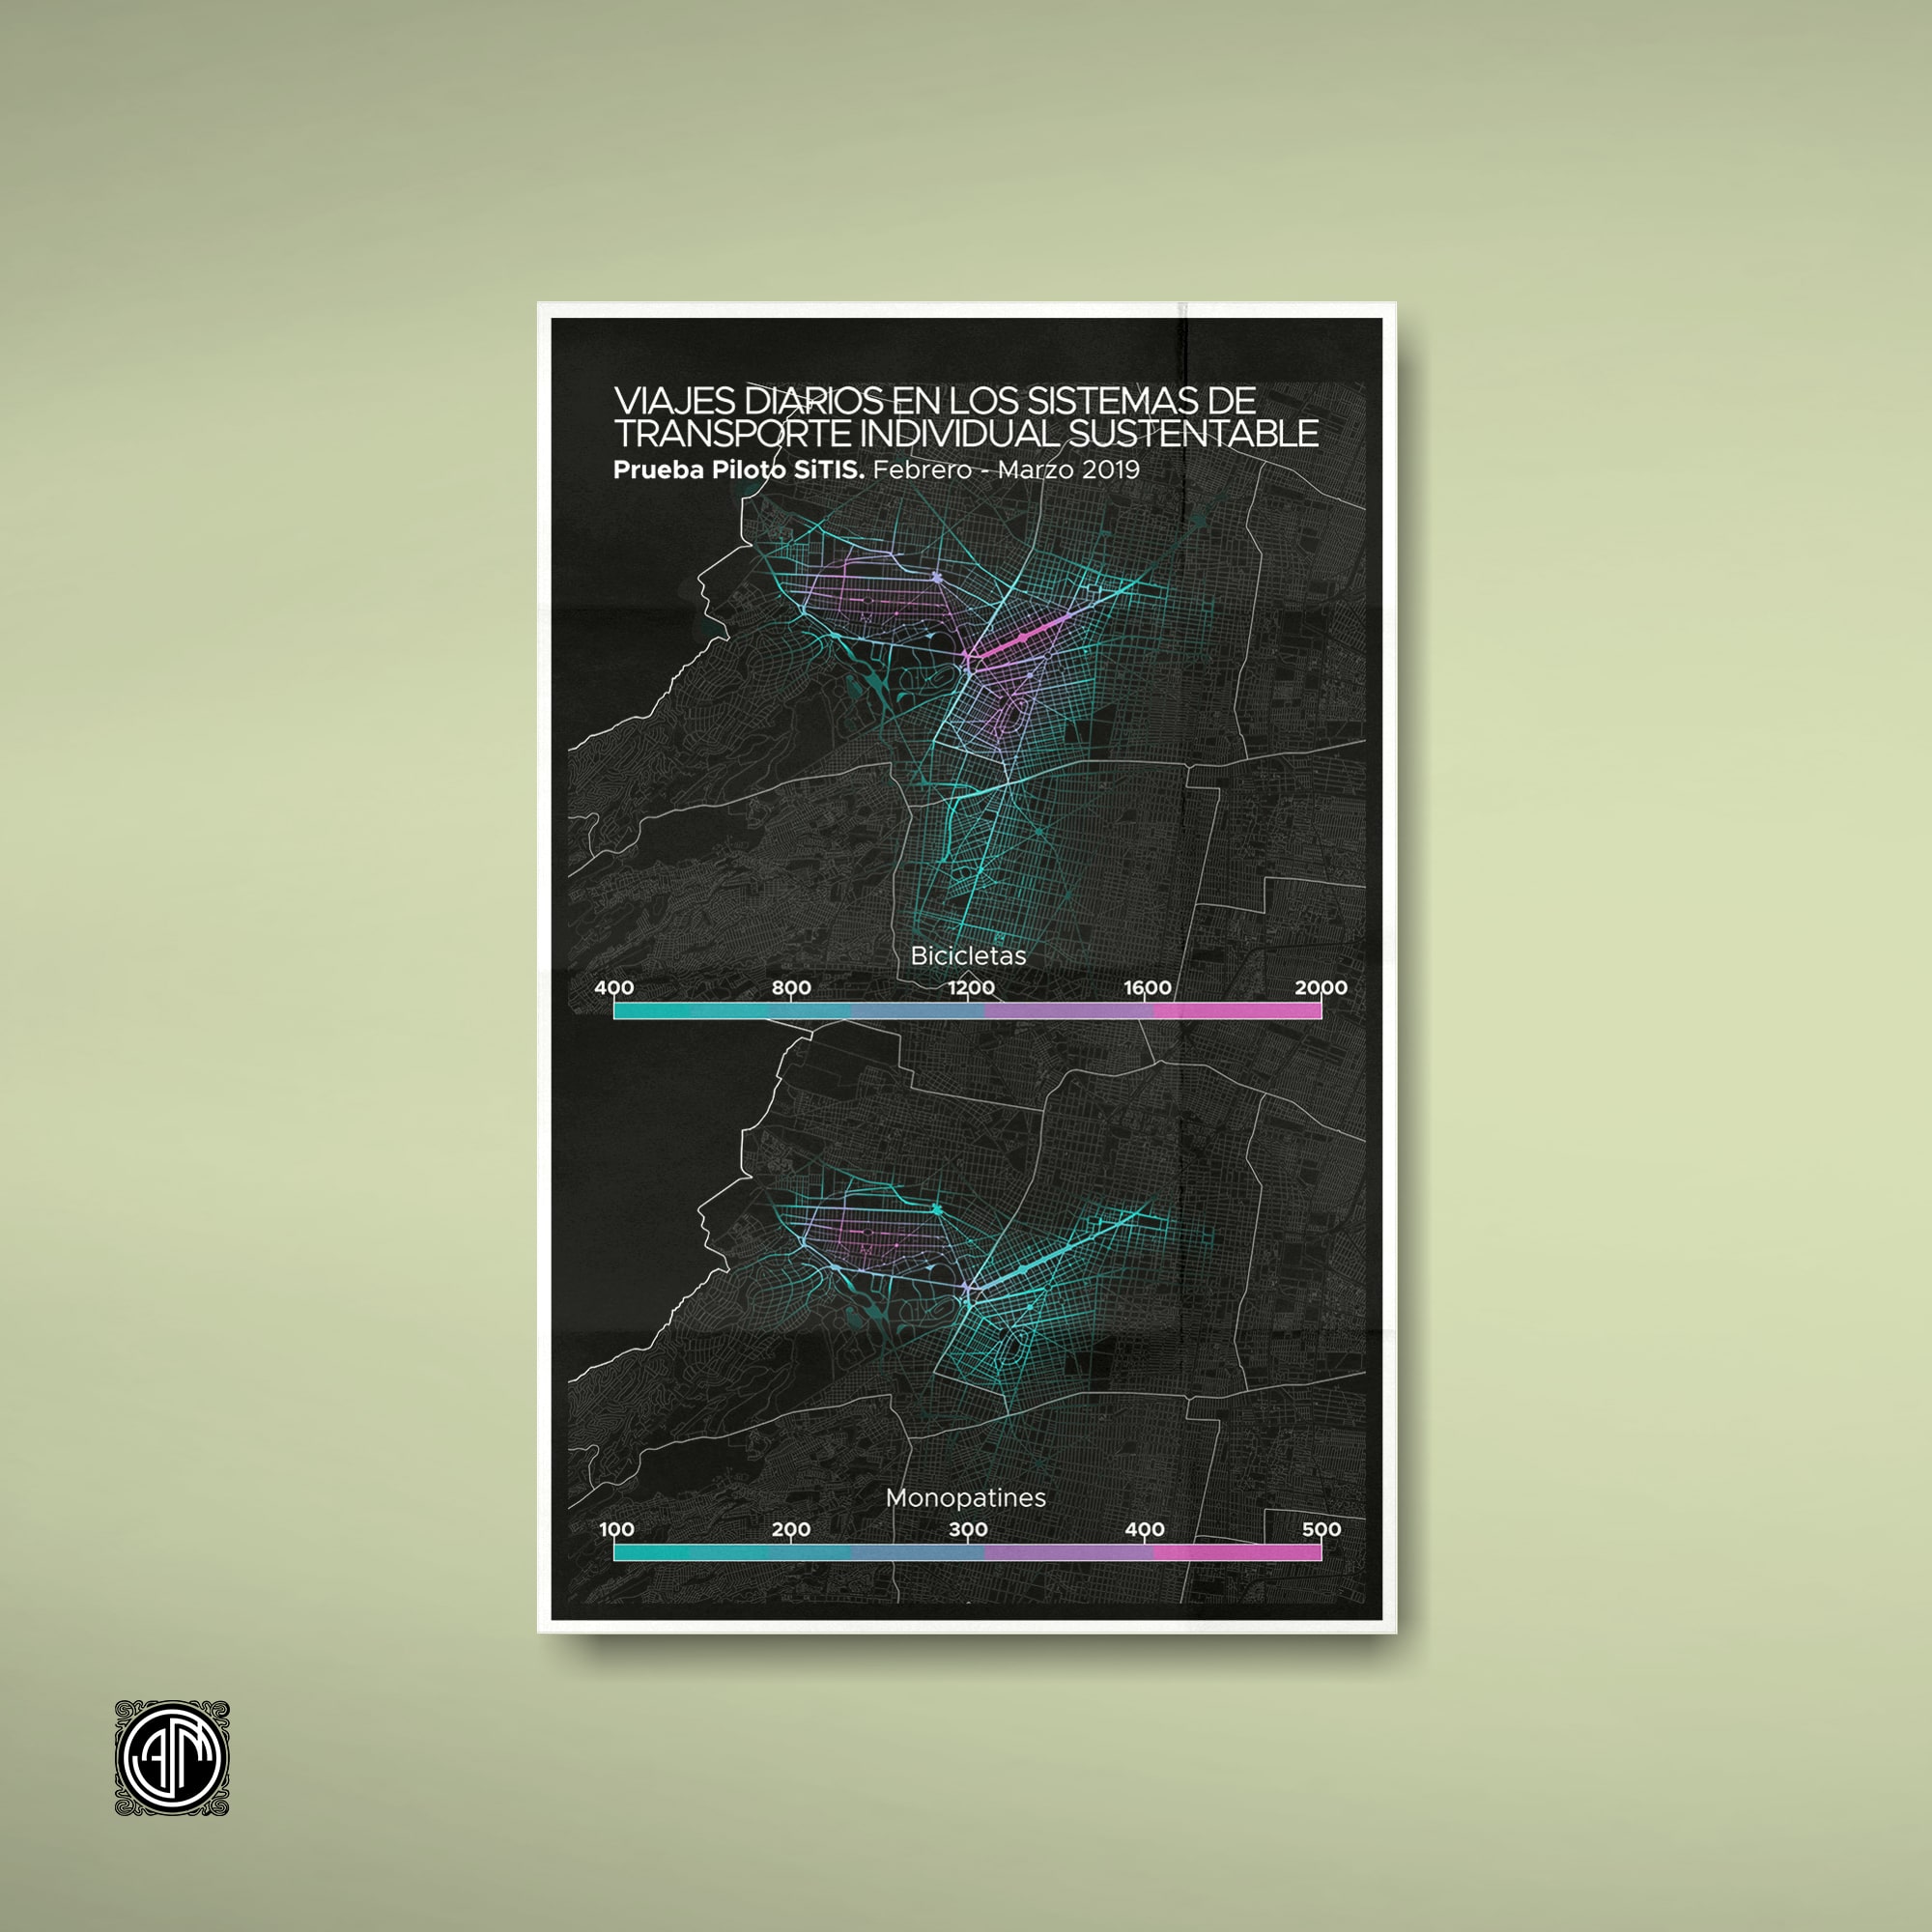 VIAJES DIARIOS EN LOS SISTEMAS DE
TRANSPORTE INDIVIDUAL SUSTENTABLE
Prueba Piloto SiTIS. Febrero - Marzo 2019
Bicicletas
400 800 1200 1600 2000
Monopatines
100 200 300 400 500